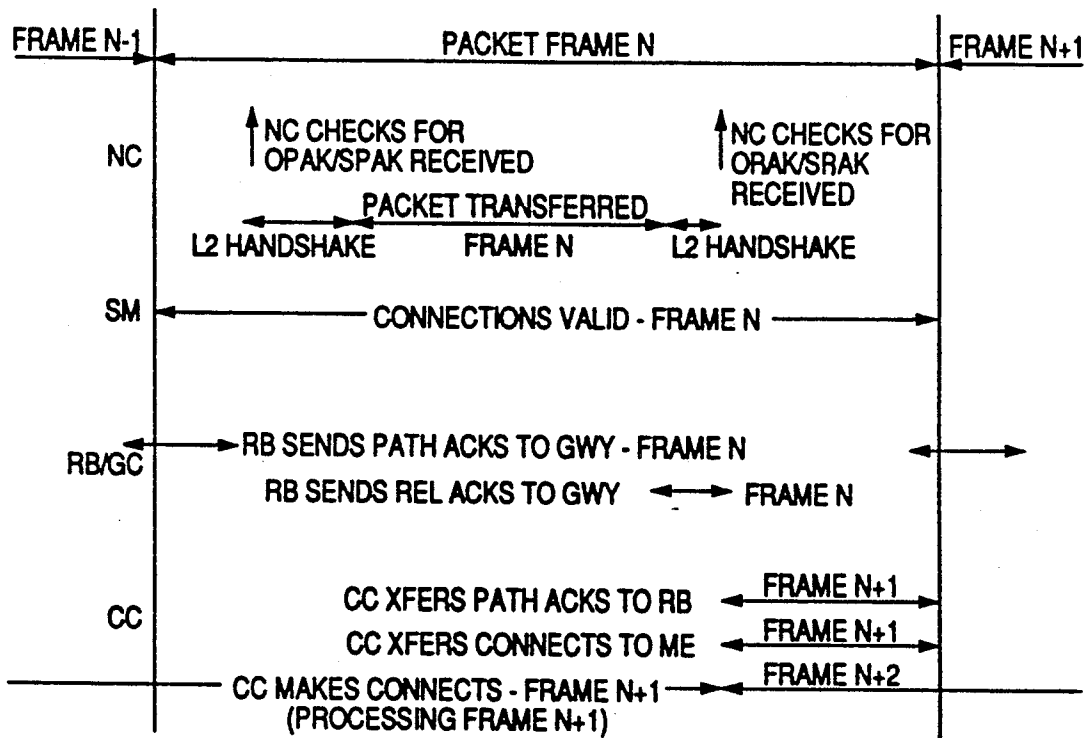 FRAME N-1
PACKET FRAME N
FRAME N+1
NC
NC CHECKS FOR
OPAK/SPAK RECEIVED
NC CHECKS FOR
ORAK/SRAK
RECEIVED
PACKET TRANSFERRED
L2 HANDSHAKE
FRAME N
L2 HANDSHAKE
SM
CONNECTIONS VALID - FRAME N
RB/GC
RB SENDS PATH ACKS TO GWY - FRAME N
RB SENDS REL ACKS TO GWY
FRAME N
CC
CC XFERS PATH ACKS TO RB
FRAME N+1
CC XFERS CONNECTS TO ME
FRAME N+1
CC MAKES CONNECTS - FRAME N+1
(PROCESSING FRAME N+1)
FRAME N+2